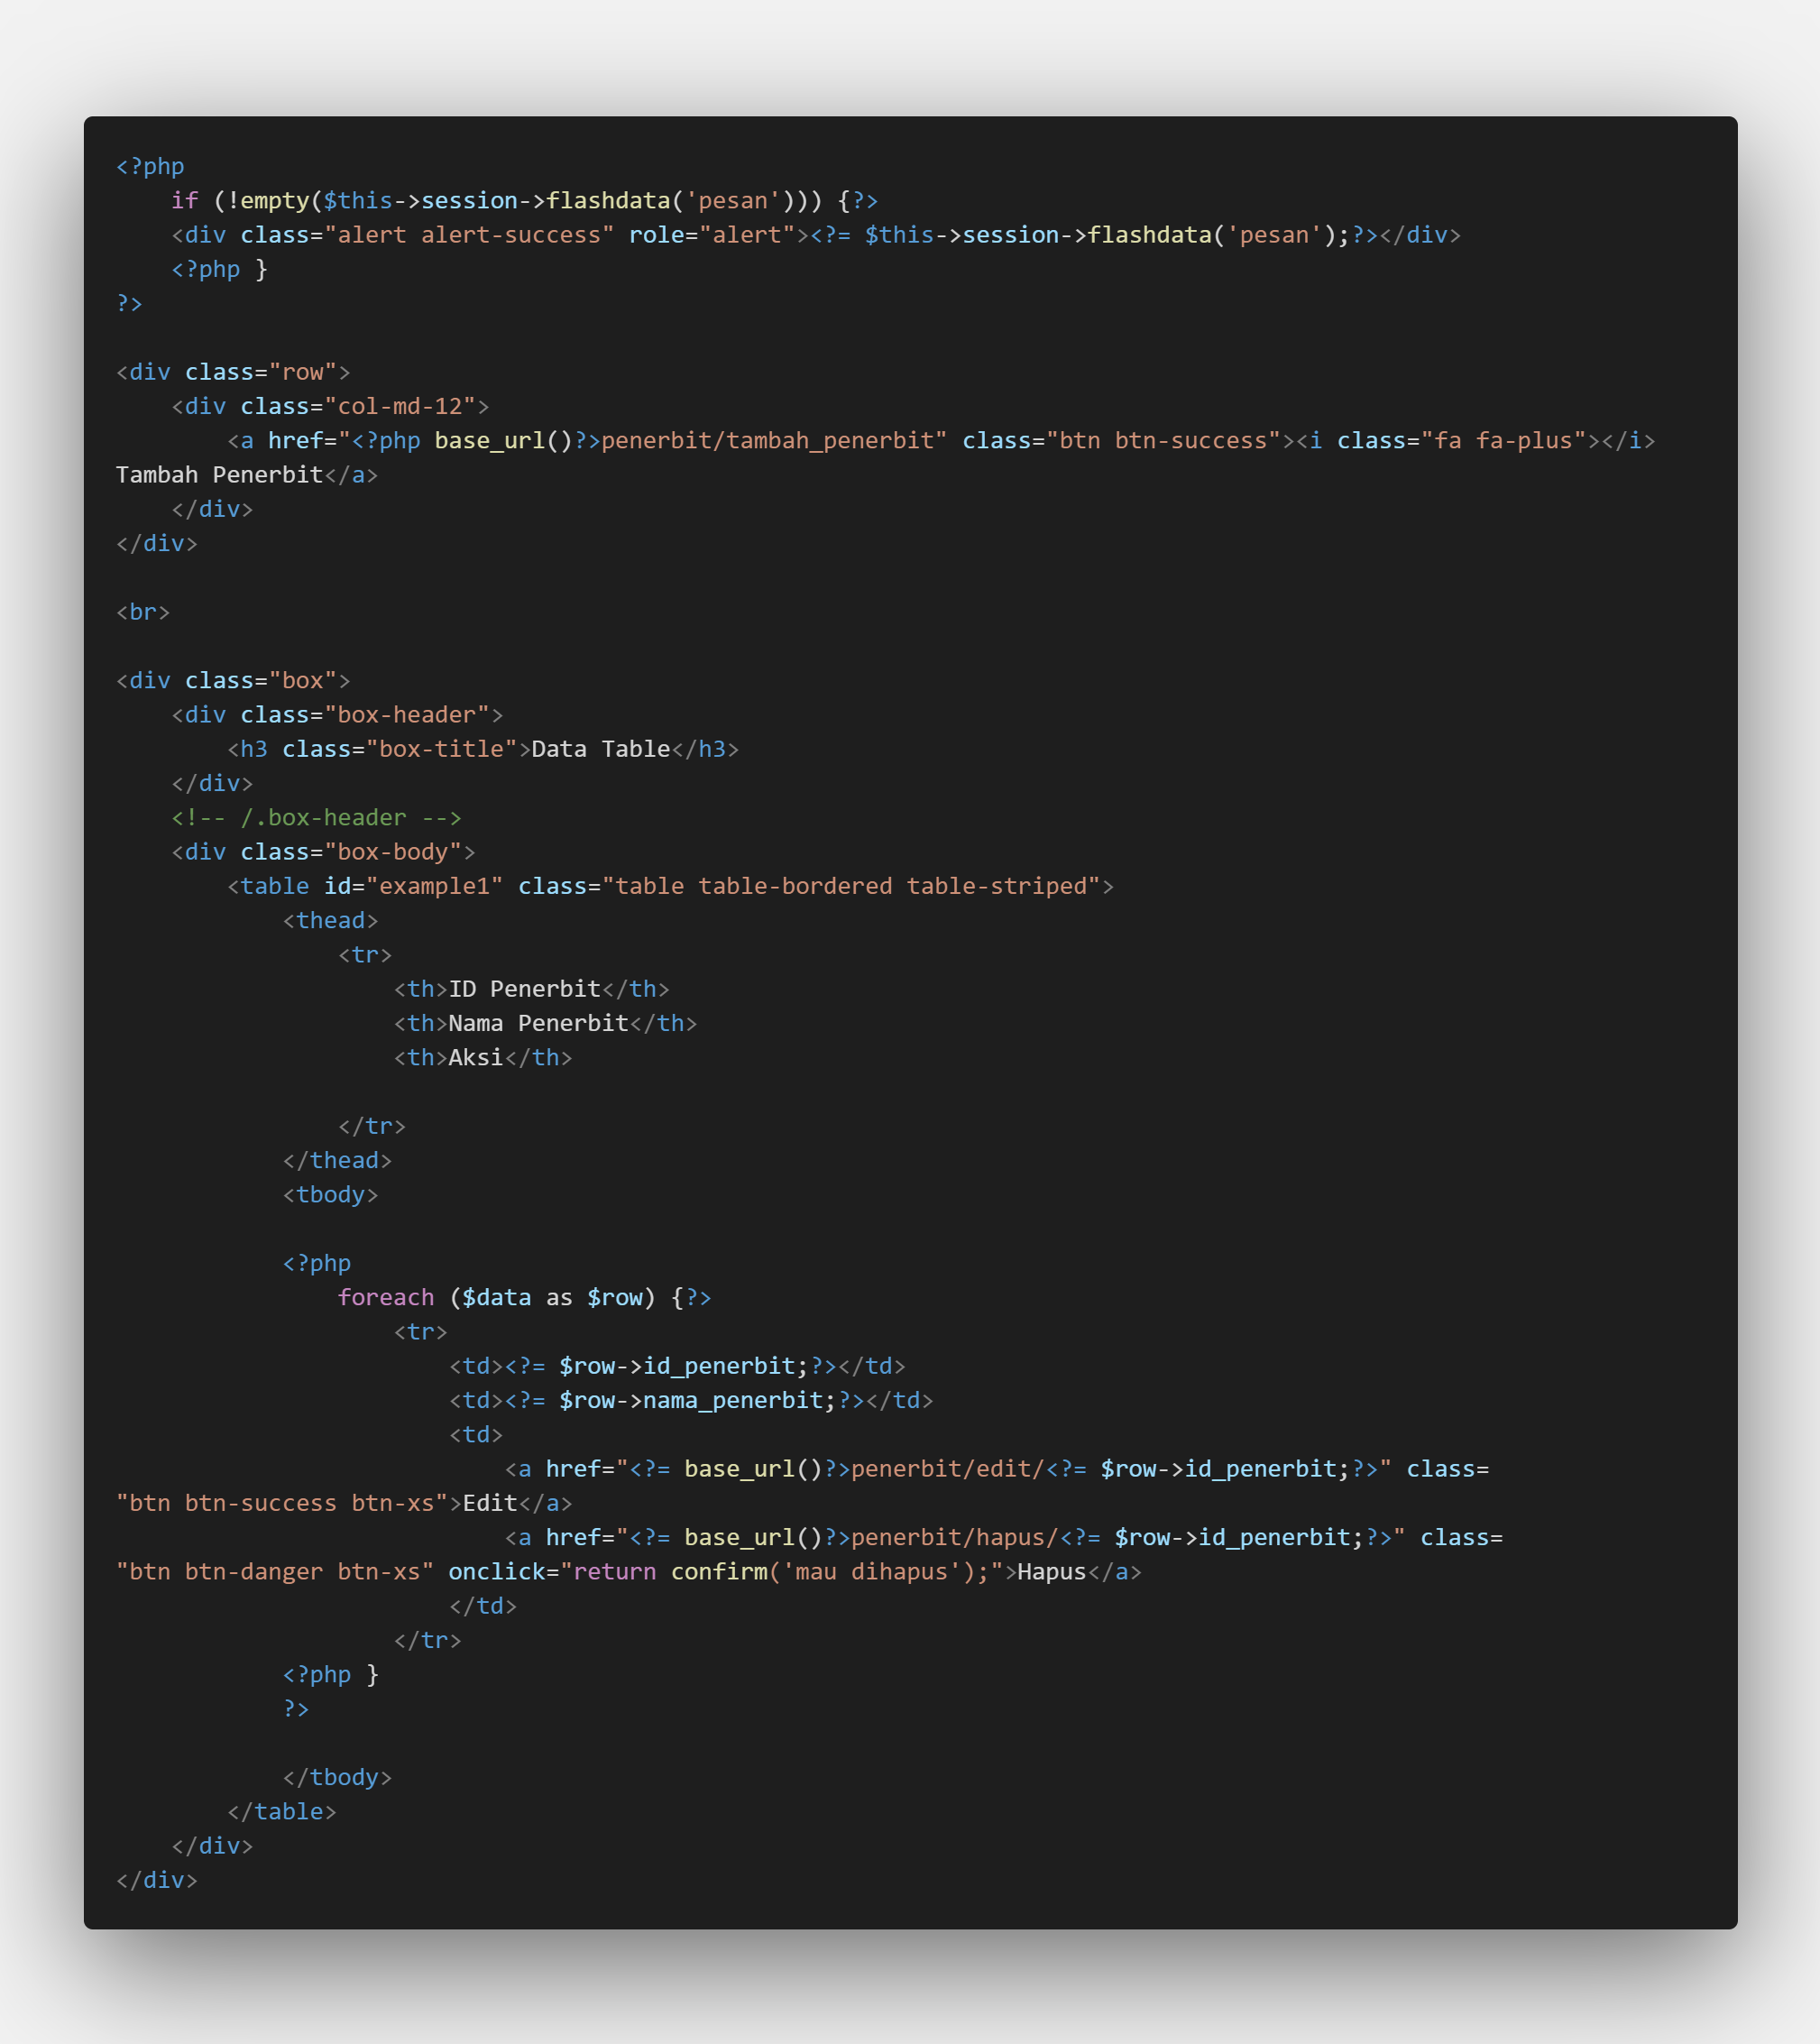 <?php
    if (!empty($this->session->flashdata('pesan'))) {?>
    <div class="alert alert-success" role="alert"><?= $this->session->flashdata('pesan');?></div>
    <?php }
?>

<div class="row">
    <div class="col-md-12">
        <a href="<?php base_url()?>penerbit/tambah_penerbit" class="btn btn-success"><i class="fa fa-plus"></i>
Tambah Penerbit</a>
    </div>
</div>

<br>

<div class="box">
    <div class="box-header">
        <h3 class="box-title">Data Table</h3>
    </div>
    <!-- /.box-header -->
    <div class="box-body">
        <table id="example1" class="table table-bordered table-striped">
            <thead>
                <tr>
                    <th>ID Penerbit</th>
                    <th>Nama Penerbit</th>
                    <th>Aksi</th>

                </tr>
            </thead>
            <tbody>

            <?php
                foreach ($data as $row) {?>
                    <tr>
                        <td><?= $row->id_penerbit;?></td>
                        <td><?= $row->nama_penerbit;?></td>
                        <td>
                            <a href="<?= base_url()?>penerbit/edit/<?= $row->id_penerbit;?>" class=
"btn btn-success btn-xs">Edit</a>
                            <a href="<?= base_url()?>penerbit/hapus/<?= $row->id_penerbit;?>" class=
"btn btn-danger btn-xs" onclick="return confirm('mau dihapus');">Hapus</a>
                        </td>
                    </tr>
            <?php }
            ?>

            </tbody>
        </table>
    </div>
</div>